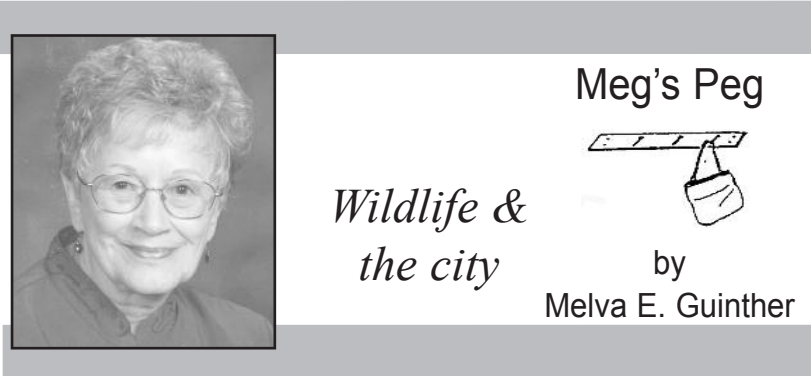 Wildlife &
the city
Meg's Peg
by
Melva E. Guinther